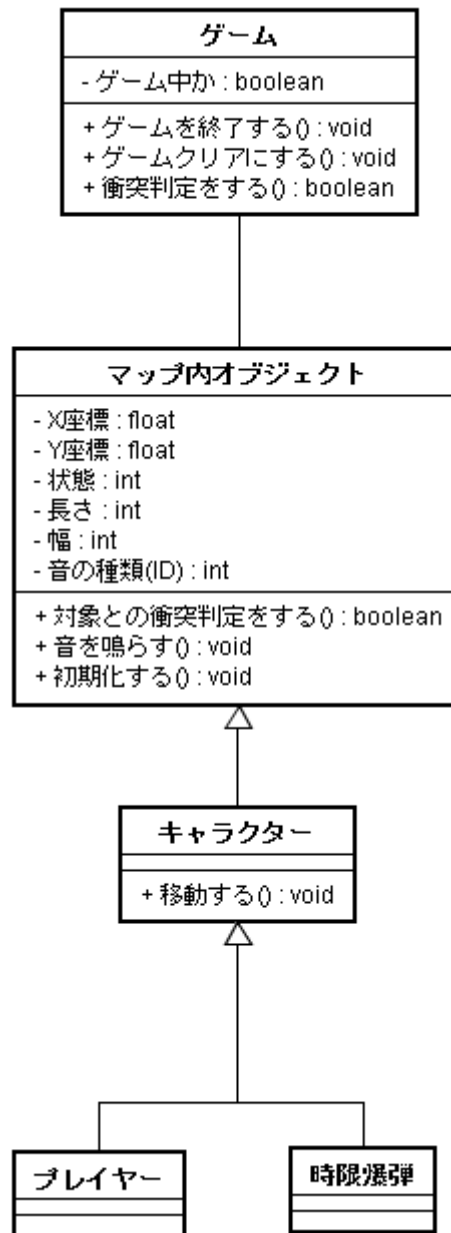 ゲーム
- ゲーム中か : boolean
+ ゲームを終了する() : void
+ ゲームクリアにする() : void
+ 衝突判定をする() : boolean
マップ内オブジェクト
- X座標 : float
- Y座標 : float
- 状態 : int
- 長さ : int
- 幅 : int
- 音の種類(ID) : int
+ 対象との衝突判定をする() : boolean
+ 音を鳴らす() : void
+ 初期化する() : void
キャラクター
+ 移動する() : void
プレイヤー
時限爆弾